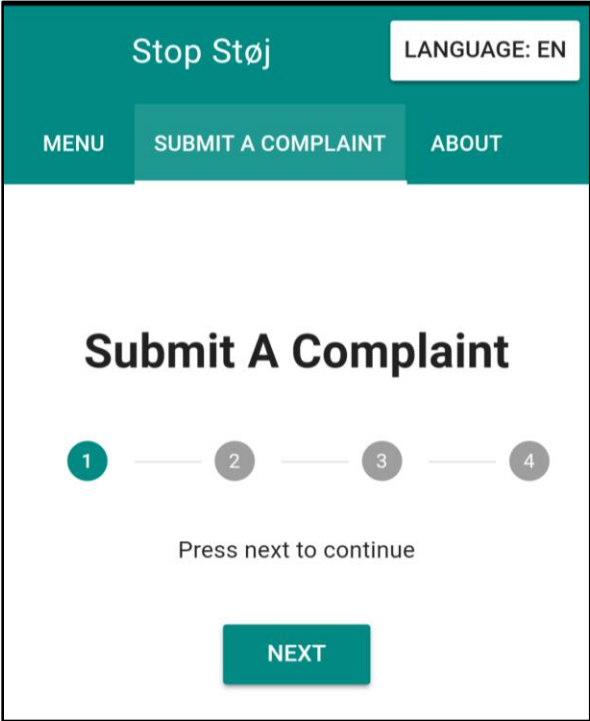 Stop Støj
LANGUAGE: EN
MENU SUBMIT A COMPLAINT ABOUT
Submit A Complaint
1 2 3 4
Press next to continue
NEXT